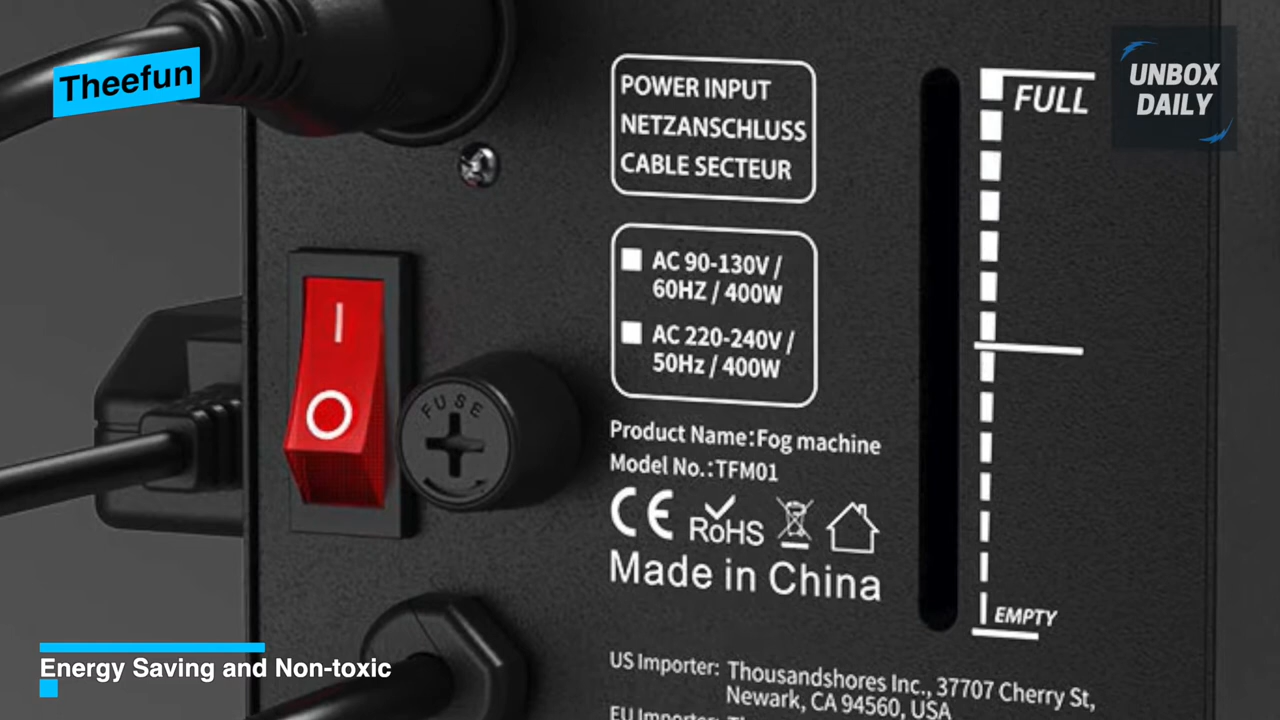 Theefun
UNBOX
DAILY
POWER INPUT
NETZANSCHLUSS
CABLE SECTEUR
FULL
AC 90-130V /
60HZ / 400W
AC 220-240V /
50Hz / 400W
I
O
FUSE
Product Name:Fog machine
Model No.:TFM01
CE RoHS
Made in China
EMPTY
US Importer: Thousandshores Inc., 37707 Cherry St,
Newark, CA 94560, USA
EU Importer:
Energy Saving and Non-toxic